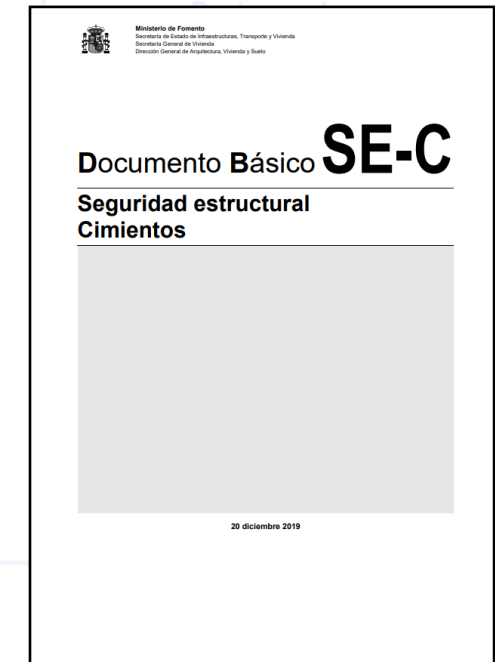 Ministerio de Fomento
Secretaría de Estado de Infraestructuras, Transporte y Vivienda
Secretaría General de Vivienda
Dirección General de Arquitectura, Vivienda y Suelo
Documento Básico SE-C
Seguridad estructural
Cimientos
20 diciembre 2019